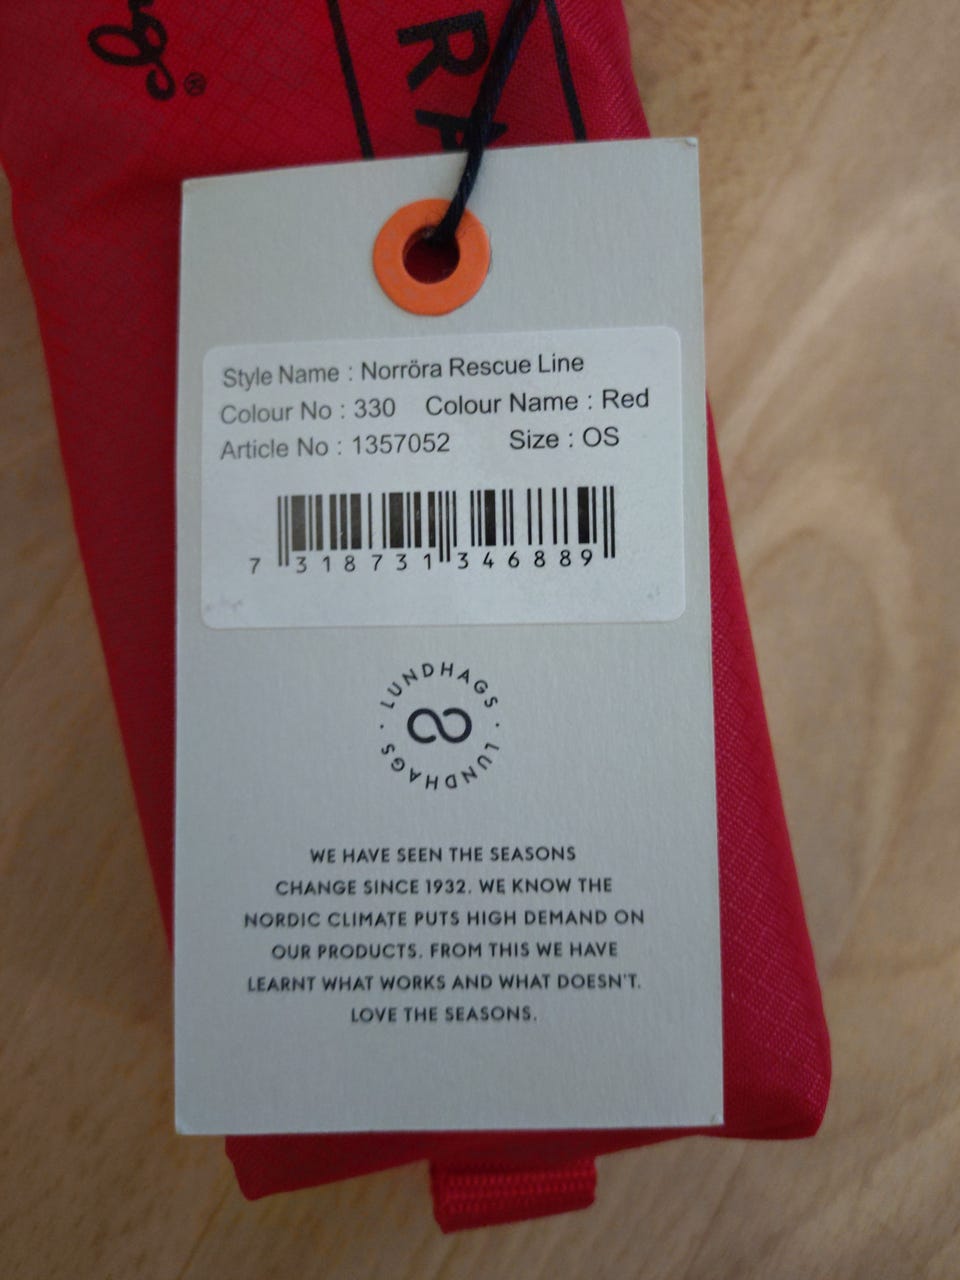 RA
Style Name : Norröra Rescue Line
Colour No : 330 Colour Name : Red
Article No : 1357052 Size : OS
7 318731 346889
LUNDHAGS · LUNDHAGS ·
WE HAVE SEEN THE SEASONS
CHANGE SINCE 1932. WE KNOW THE
NORDIC CLIMATE PUTS HIGH DEMAND ON
OUR PRODUCTS. FROM THIS WE HAVE
LEARNT WHAT WORKS AND WHAT DOESN'T.
LOVE THE SEASONS.